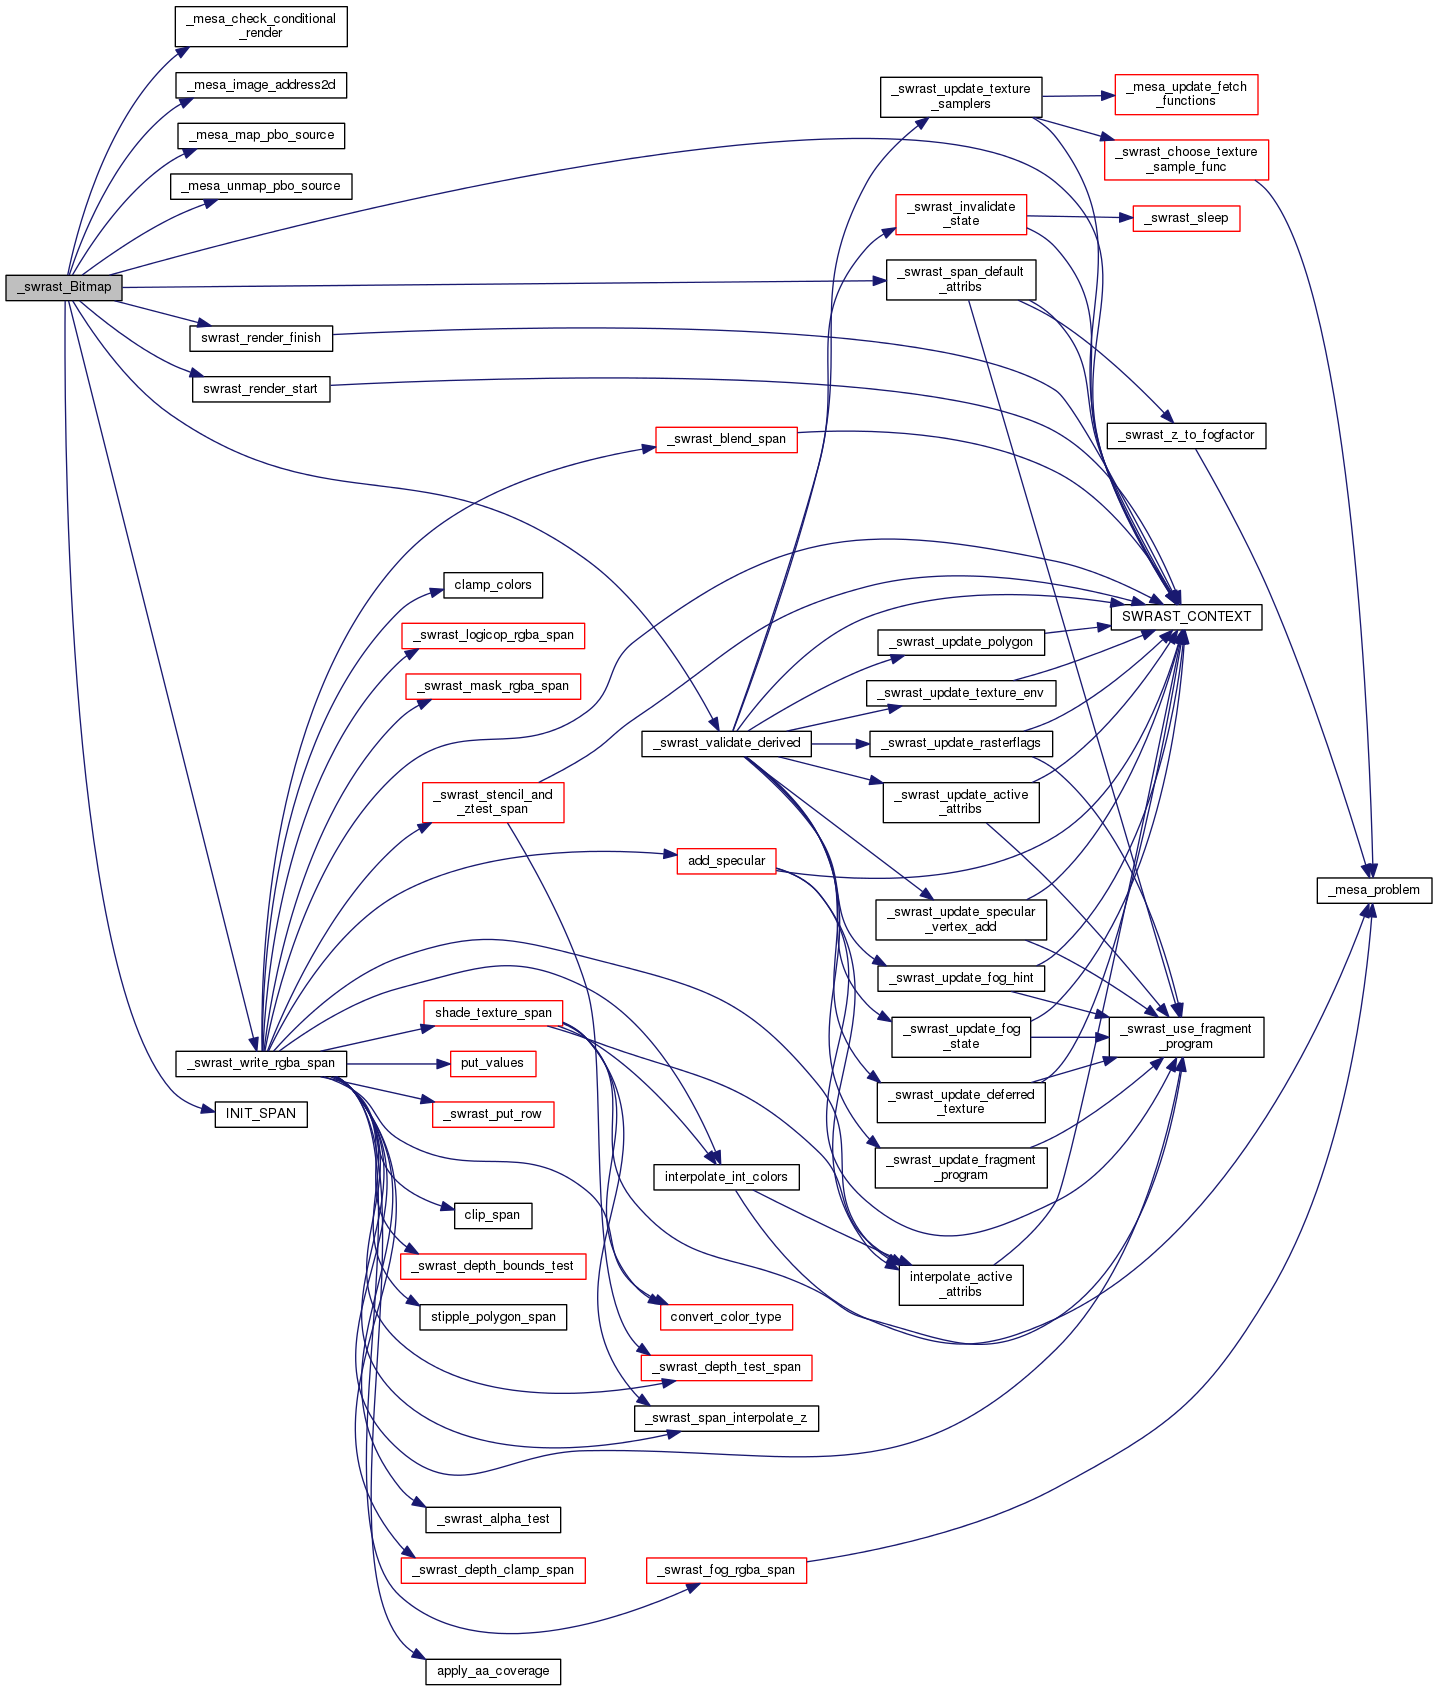 _mesa_check_conditional
_render
_mesa_image_address2d
_mesa_map_pbo_source
_mesa_unmap_pbo_source
_swrast_Bitmap
swrast_render_finish
swrast_render_start
_swrast_write_rgba_span
INIT_SPAN
_swrast_blend_span
clamp_colors
_swrast_logicop_rgba_span
_swrast_mask_rgba_span
_swrast_validate_derived
_swrast_stencil_and
_ztest_span
add_specular
shade_texture_span
put_values
_swrast_put_row
interpolate_int_colors
clip_span
_swrast_depth_bounds_test
stipple_polygon_span
convert_color_type
_swrast_depth_test_span
_swrast_span_interpolate_z
_swrast_alpha_test
_swrast_depth_clamp_span
_swrast_fog_rgba_span
apply_aa_coverage
_swrast_update_texture
_samplers
_swrast_invalidate
_state
_swrast_span_default
_attribs
_swrast_update_polygon
_swrast_update_texture_env
_swrast_update_rasterflags
_swrast_update_active
_attribs
_swrast_update_specular
_vertex_add
_swrast_update_fog_hint
_swrast_update_fog
_state
_swrast_update_deferred
_texture
_swrast_update_fragment
_program
interpolate_active
_attribs
_mesa_update_fetch
_functions
_swrast_choose_texture
_sample_func
_swrast_sleep
_swrast_z_to_fogfactor
SWRAST_CONTEXT
_mesa_problem
_swrast_use_fragment
_program